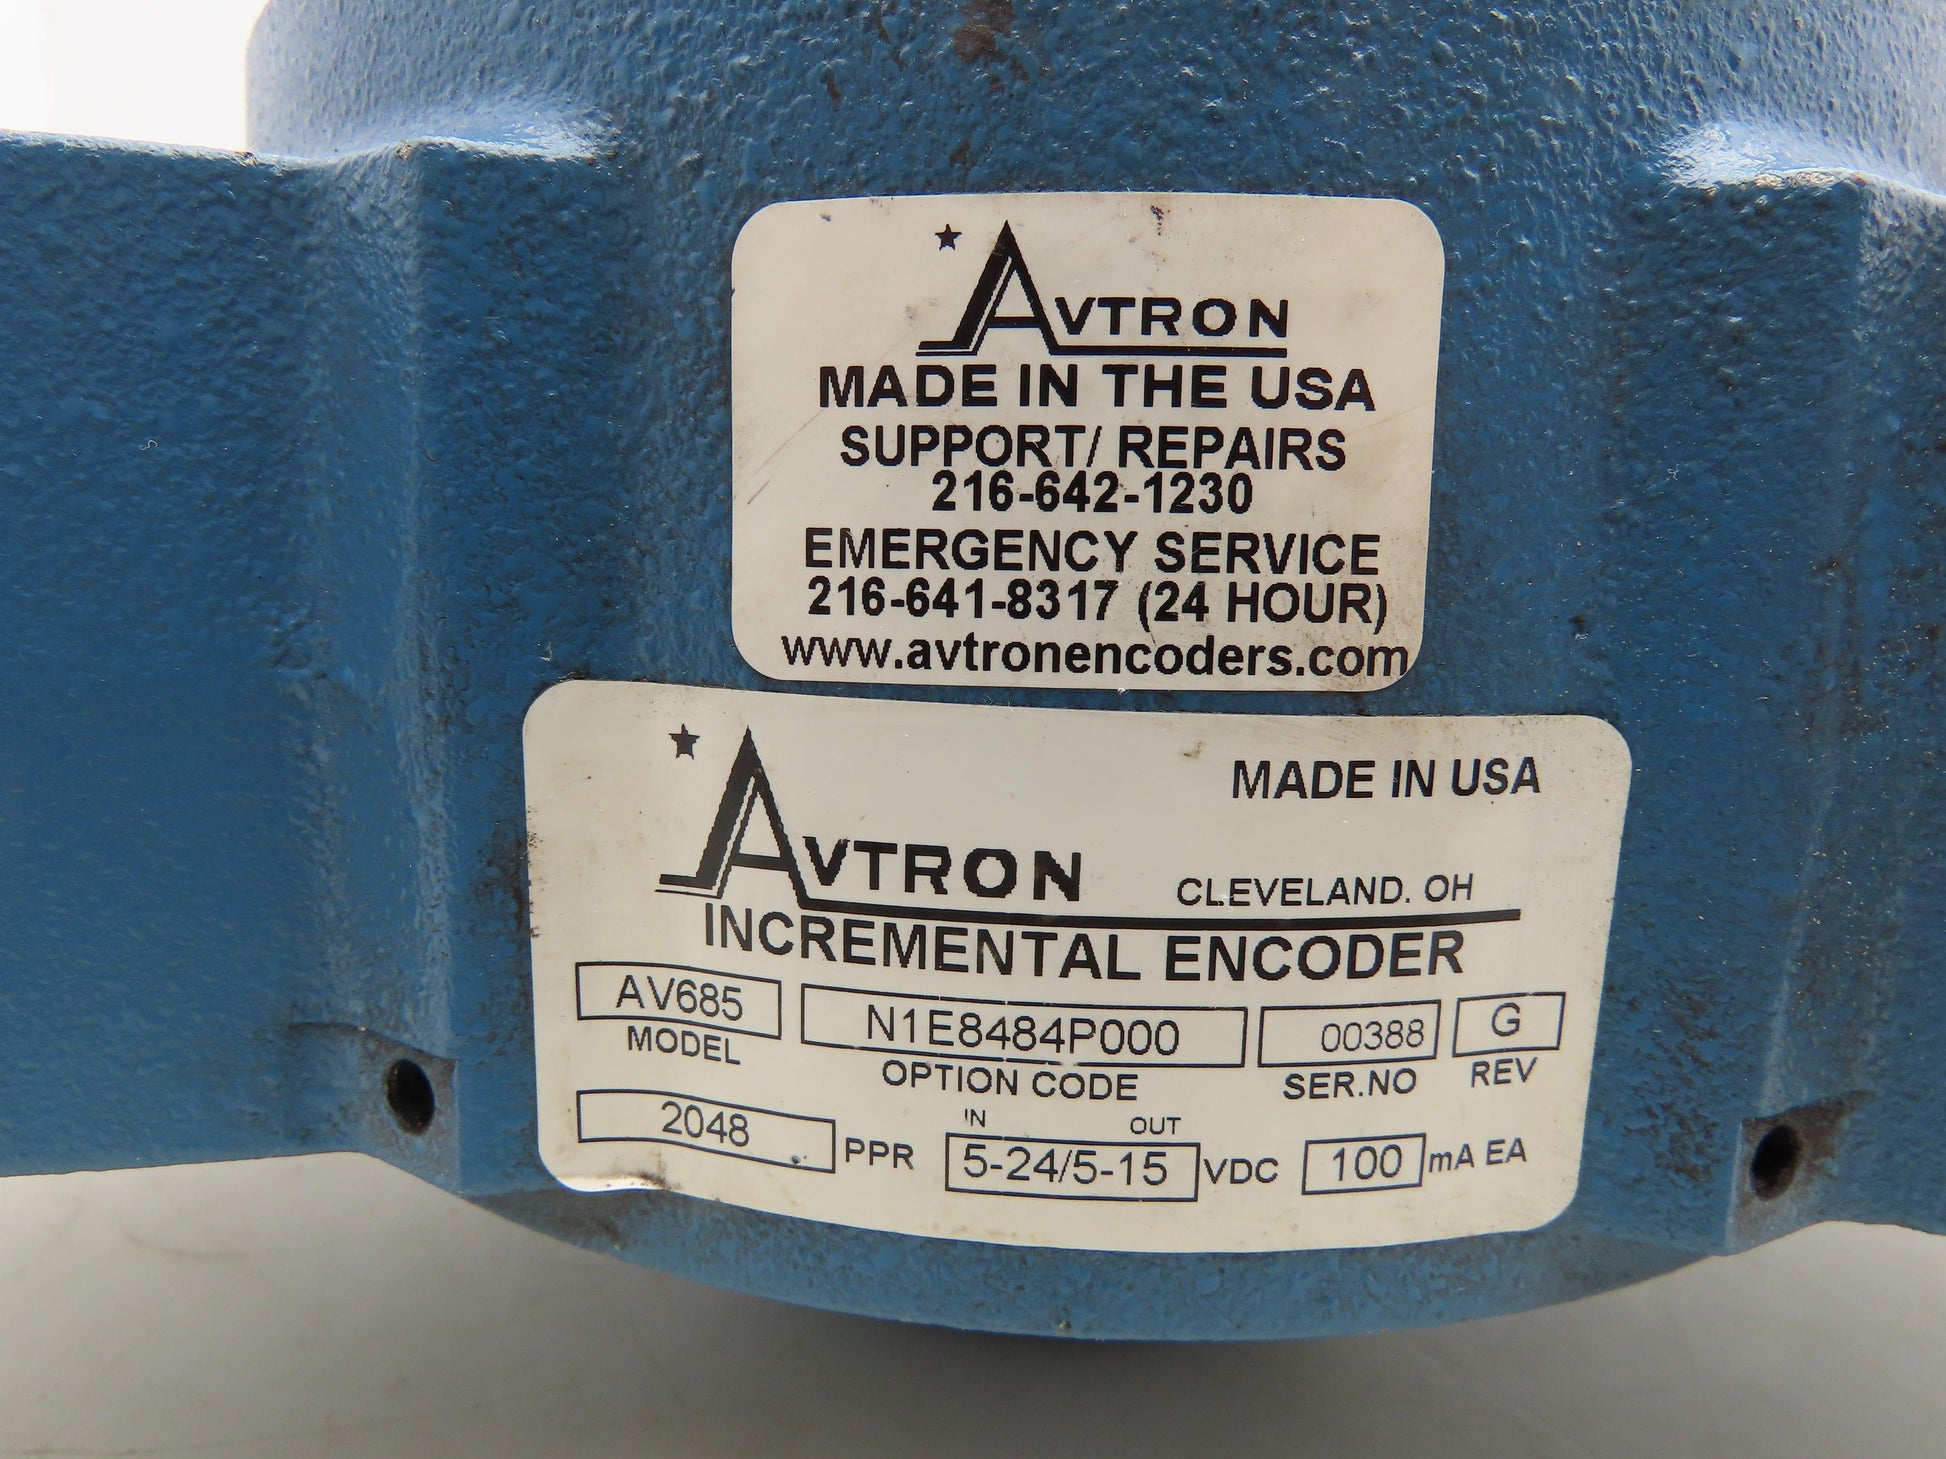 AVTRON
MADE IN THE USA
SUPPORT/ REPAIRS
216-642-1230
EMERGENCY SERVICE
216-641-8317 (24 HOUR)
www.avtronencoders.com
MADE IN USA
AVTRON CLEVELAND. OH
INCREMENTAL ENCODER
AV685 N1E8484P000 00388 G
MODEL OPTION CODE SER.NO REV
IN OUT
2048 PPR 5-24/5-15 VDC 100 mA EA